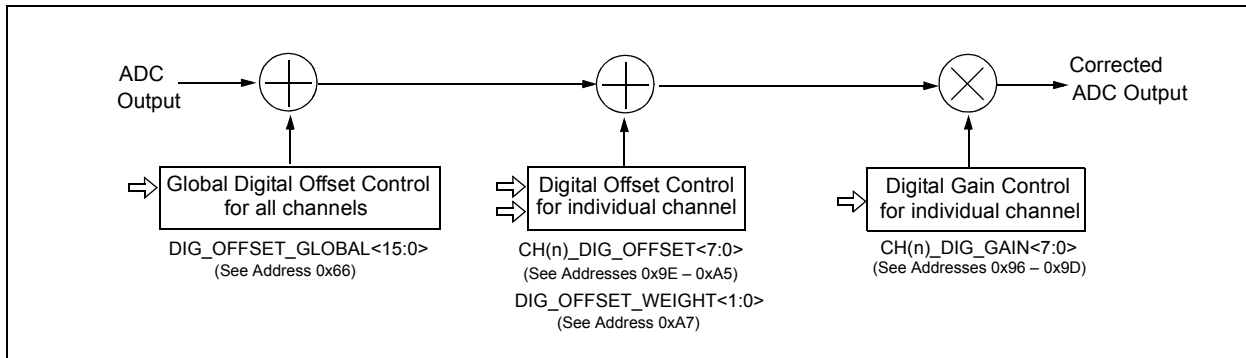 ADC
Output
Corrected
ADC Output
Global Digital Offset Control
for all channels
DIG_OFFSET_GLOBAL<15:0>
(See Address 0x66)
Digital Offset Control
for individual channel
CH(n)_DIG_OFFSET<7:0>
(See Addresses 0x9E – 0xA5)
DIG_OFFSET_WEIGHT<1:0>
(See Address 0xA7)
Digital Gain Control
for individual channel
CH(n)_DIG_GAIN<7:0>
(See Addresses 0x96 – 0x9D)